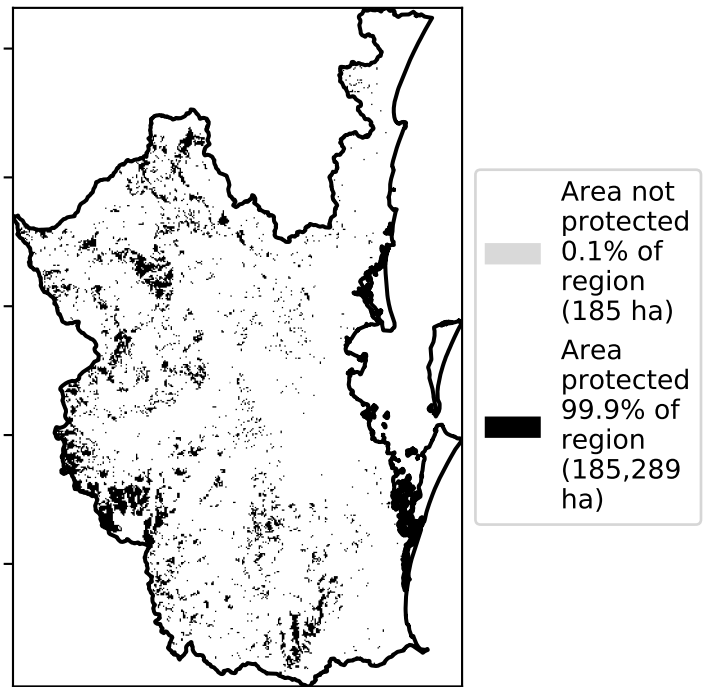 Area not
protected
0.1% of
region
(185 ha)
Area
protected
99.9% of
region
(185,289
ha)